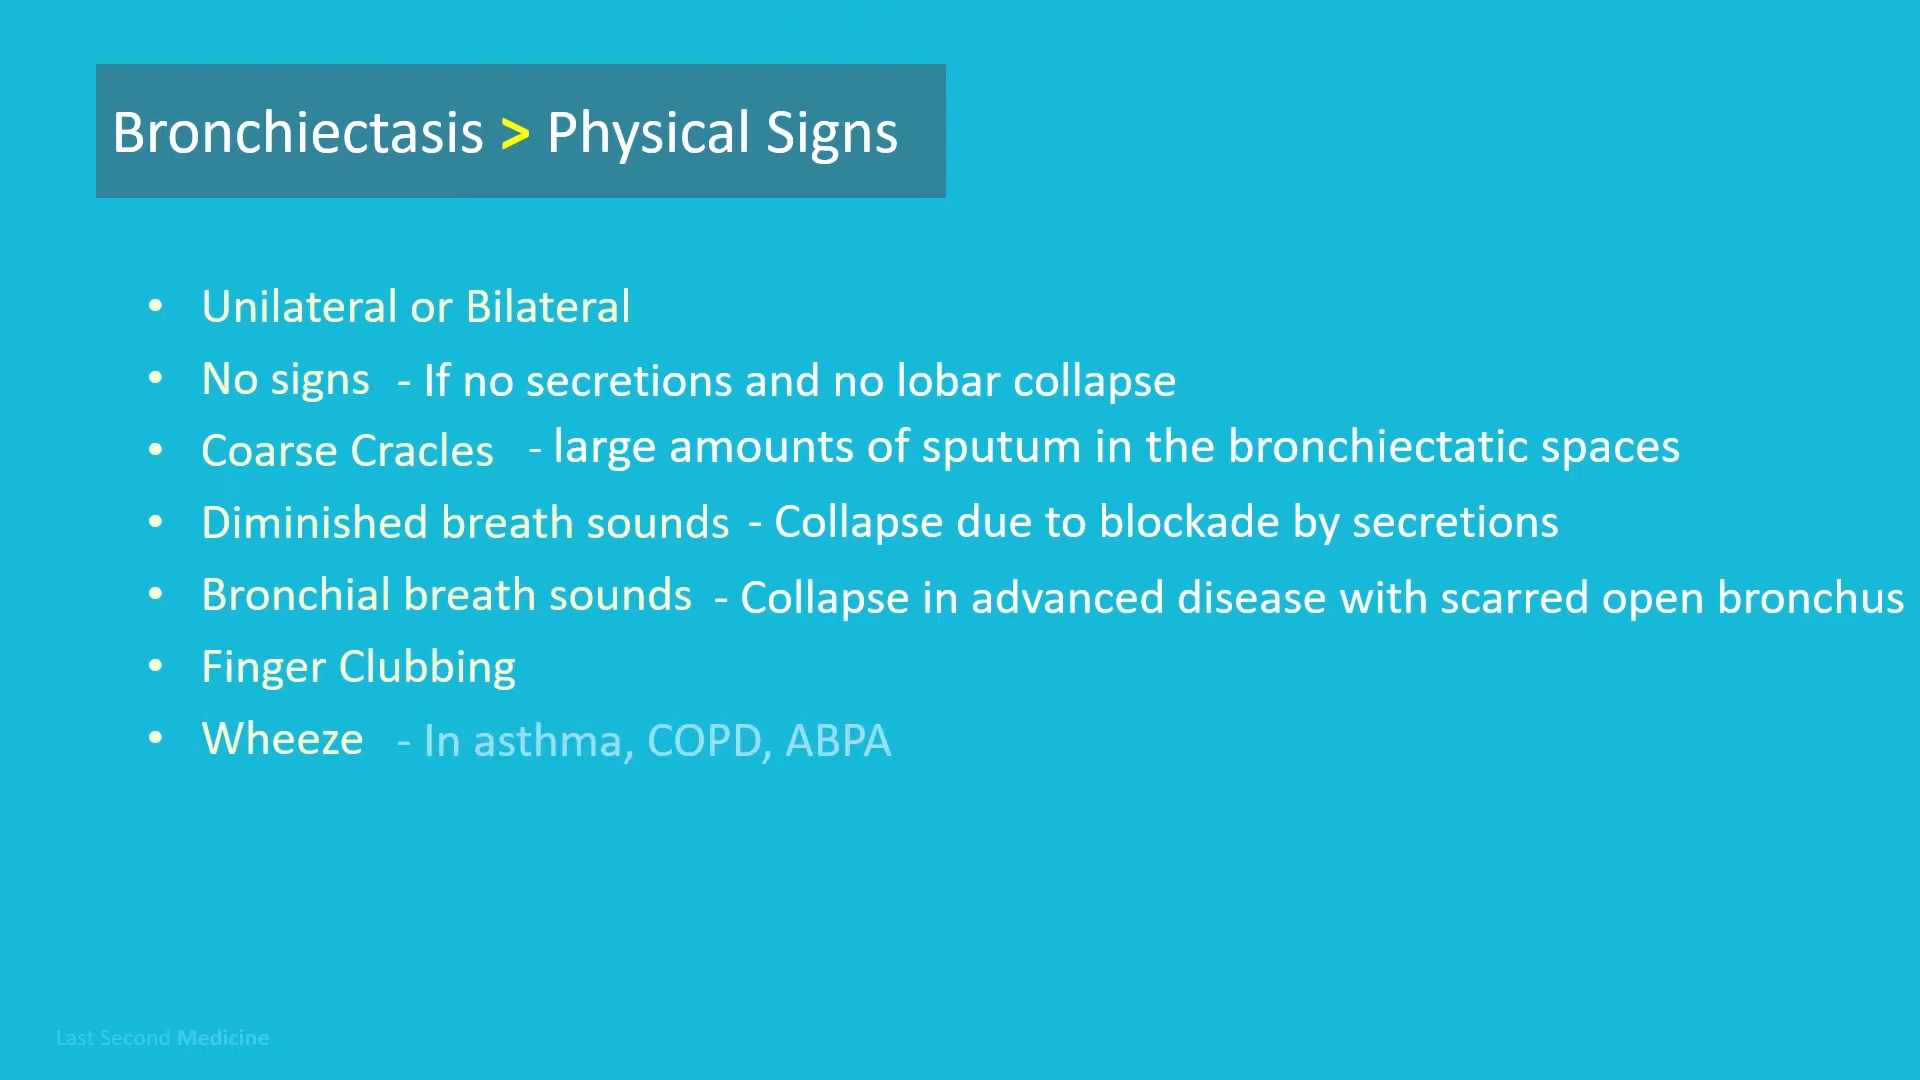 Bronchiectasis > Physical Signs
• Unilateral or Bilateral
• No signs - If no secretions and no lobar collapse
• Coarse Cracles - large amounts of sputum in the bronchiectatic spaces
• Diminished breath sounds - Collapse due to blockade by secretions
• Bronchial breath sounds - Collapse in advanced disease with scarred open bronchus
• Finger Clubbing
• Wheeze - In asthma, COPD, ABPA
Last Second Medicine